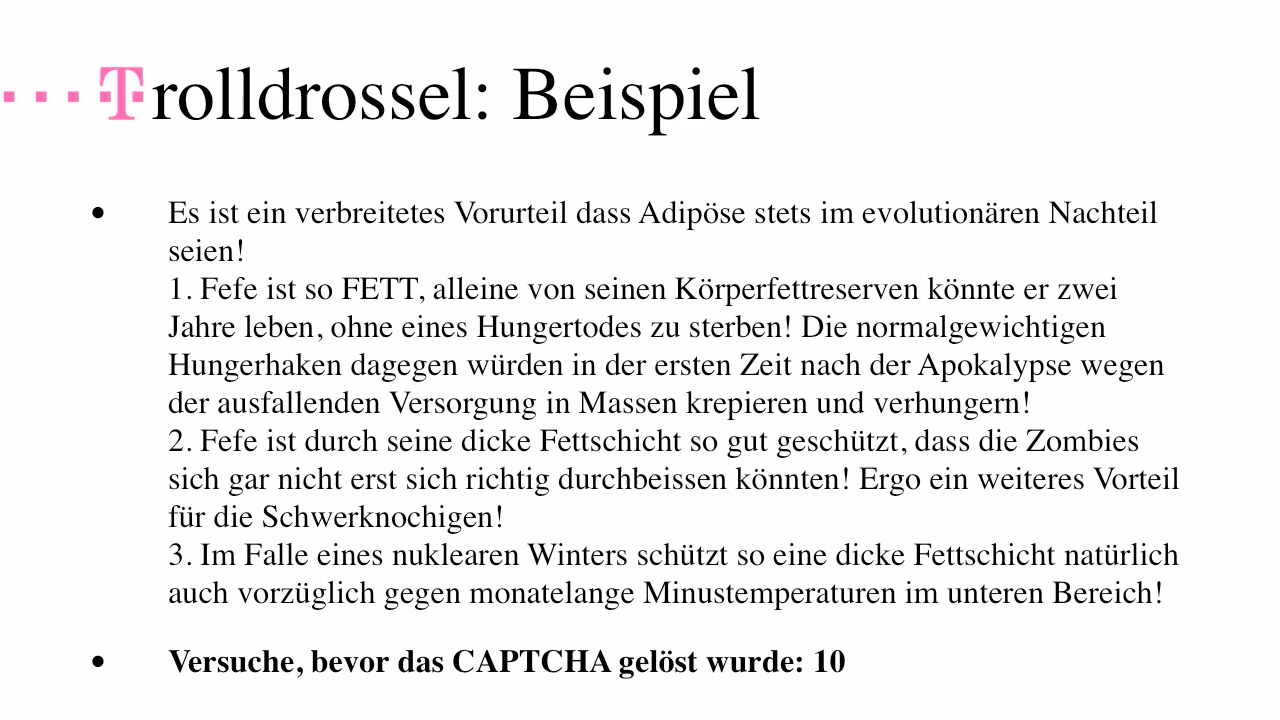 Trolldrossel: Beispiel
• Es ist ein verbreitetes Vorurteil dass Adipöse stets im evolutionären Nachteil
seien!
1. Fefe ist so FETT, alleine von seinen Körperfettreserven könnte er zwei
Jahre leben, ohne eines Hungertodes zu sterben! Die normalgewichtigen
Hungerhaken dagegen würden in der ersten Zeit nach der Apokalypse wegen
der ausfallenden Versorgung in Massen krepieren und verhungern!
2. Fefe ist durch seine dicke Fettschicht so gut geschützt, dass die Zombies
sich gar nicht erst sich richtig durchbeissen könnten! Ergo ein weiteres Vorteil
für die Schwerknochigen!
3. Im Falle eines nuklearen Winters schützt so eine dicke Fettschicht natürlich
auch vorzüglich gegen monatelange Minustemperaturen im unteren Bereich!
• Versuche, bevor das CAPTCHA gelöst wurde: 10